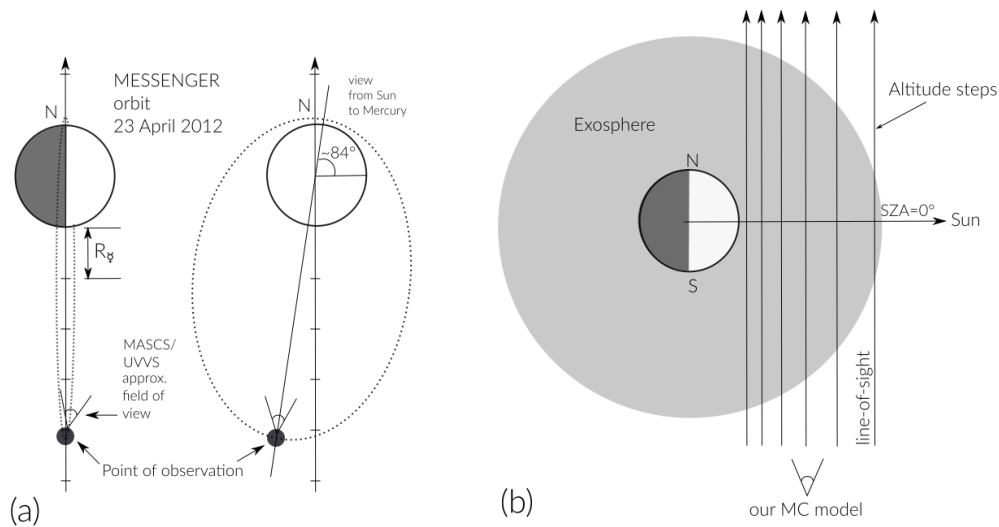 MESSENGER
orbit
23 April 2012
N
R☿
MASCS/
UVVS
approx.
field of
view
Point of observation
(a)
N
view
from Sun
to Mercury
~84°
Exosphere
N
S
Altitude steps
SZA=0°
Sun
line-of-sight
our MC model
(b)